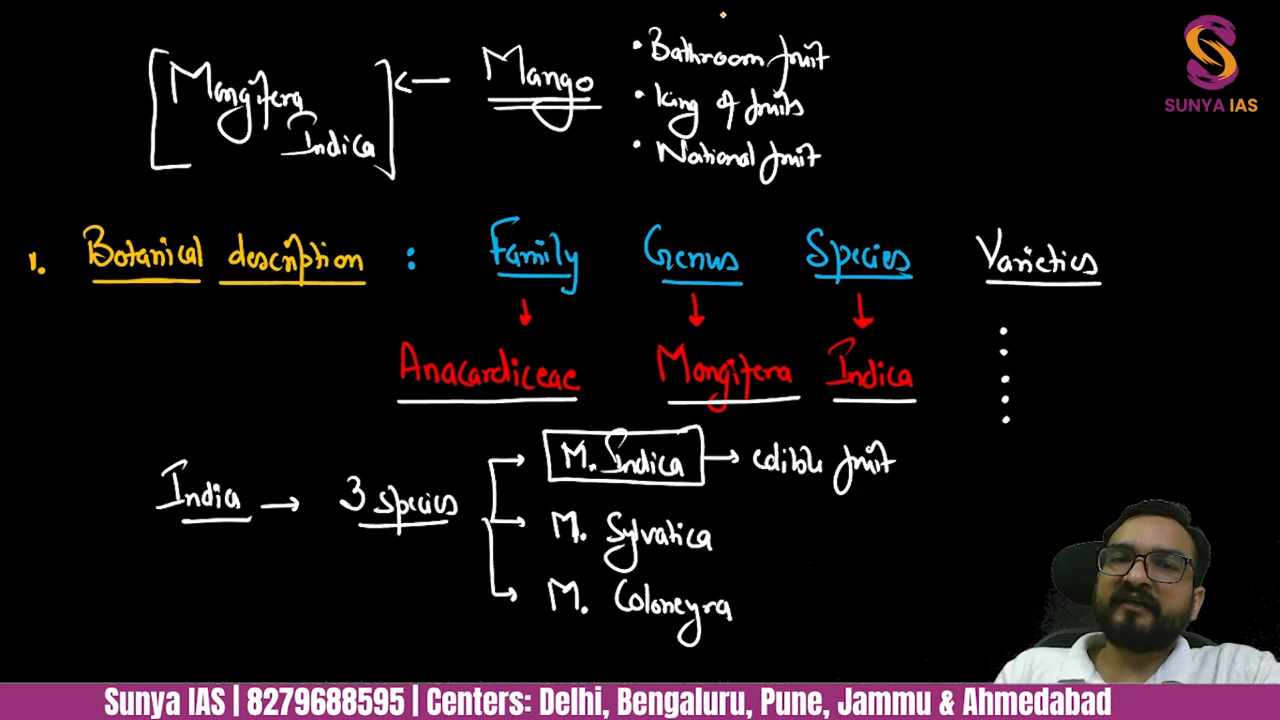 SUNYA IAS
[Mangifera Indica] ← Mango
• Bathroom fruit
• King of fruits
• National fruit
1. Botanical description : Family Genus Species Varieties
Anacardiceae Mangifera Indica
India → 3 species
M. Indica → edible fruit
M. Sylvatica
M. Coloneyra
Sunya IAS | 8279688595 | Centers: Delhi, Bengaluru, Pune, Jammu & Ahmedabad